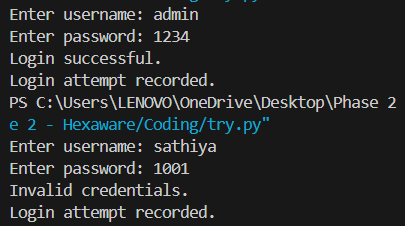 Enter username: admin
Enter password: 1234
Login successful.
Login attempt recorded.
PS C:\Users\LENOVO\OneDrive\Desktop\Phase 2
e 2 - Hexaware/Coding/try.py"
Enter username: sathiya
Enter password: 1001
Invalid credentials.
Login attempt recorded.